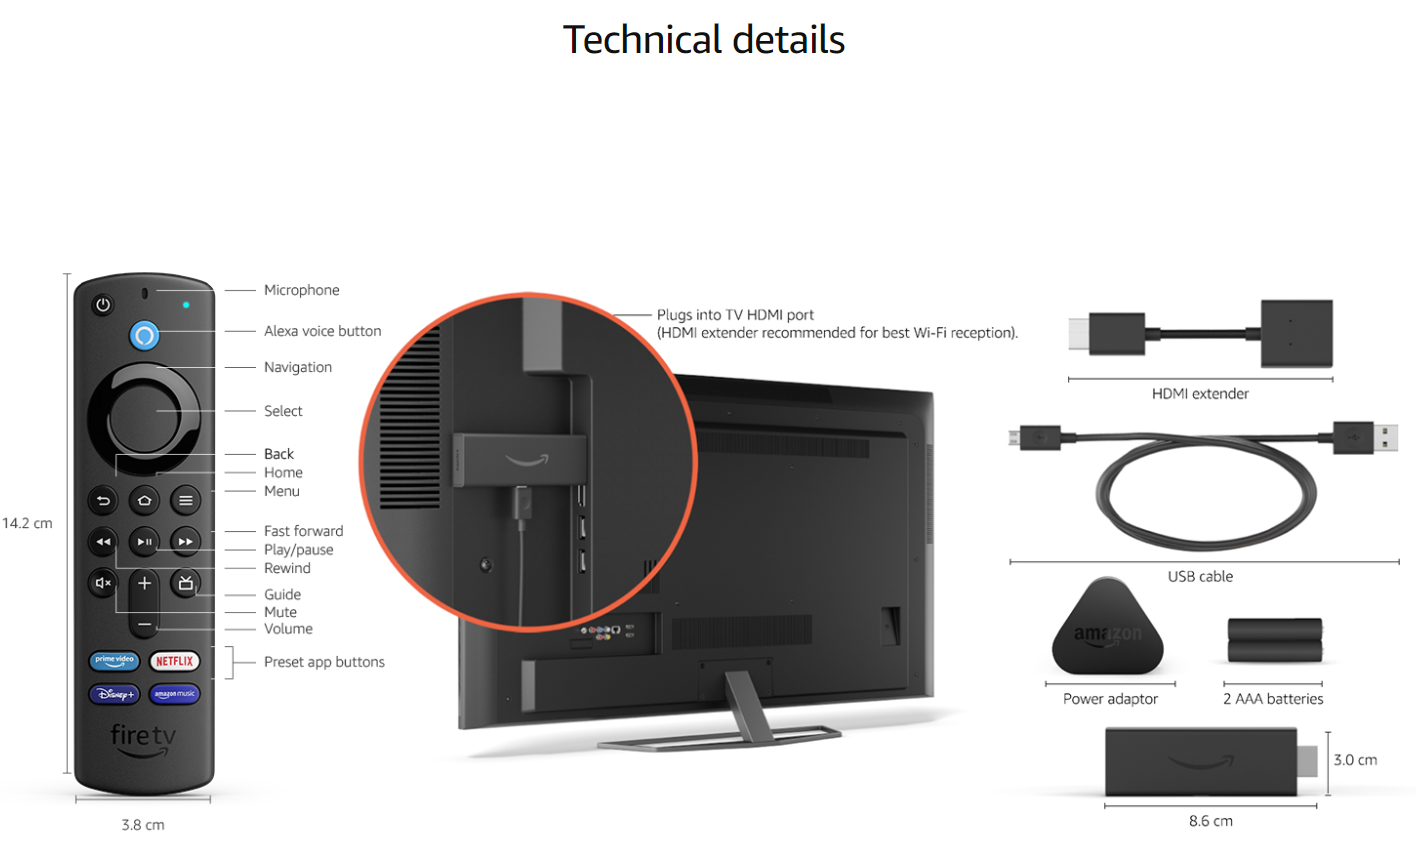 Technical details
Microphone
Alexa voice button
Navigation
Select
Back
Home
Menu
14.2 cm
Fast forward
Play/pause
Rewind
Guide
Mute
Volume
Preset app buttons
prime video
NETFLIX
Disney+
amazon music
fire tv
3.8 cm
Plugs into TV HDMI port
(HDMI extender recommended for best Wi-Fi reception).
HDMI extender
USB cable
amazon
Power adaptor
2 AAA batteries
3.0 cm
8.6 cm